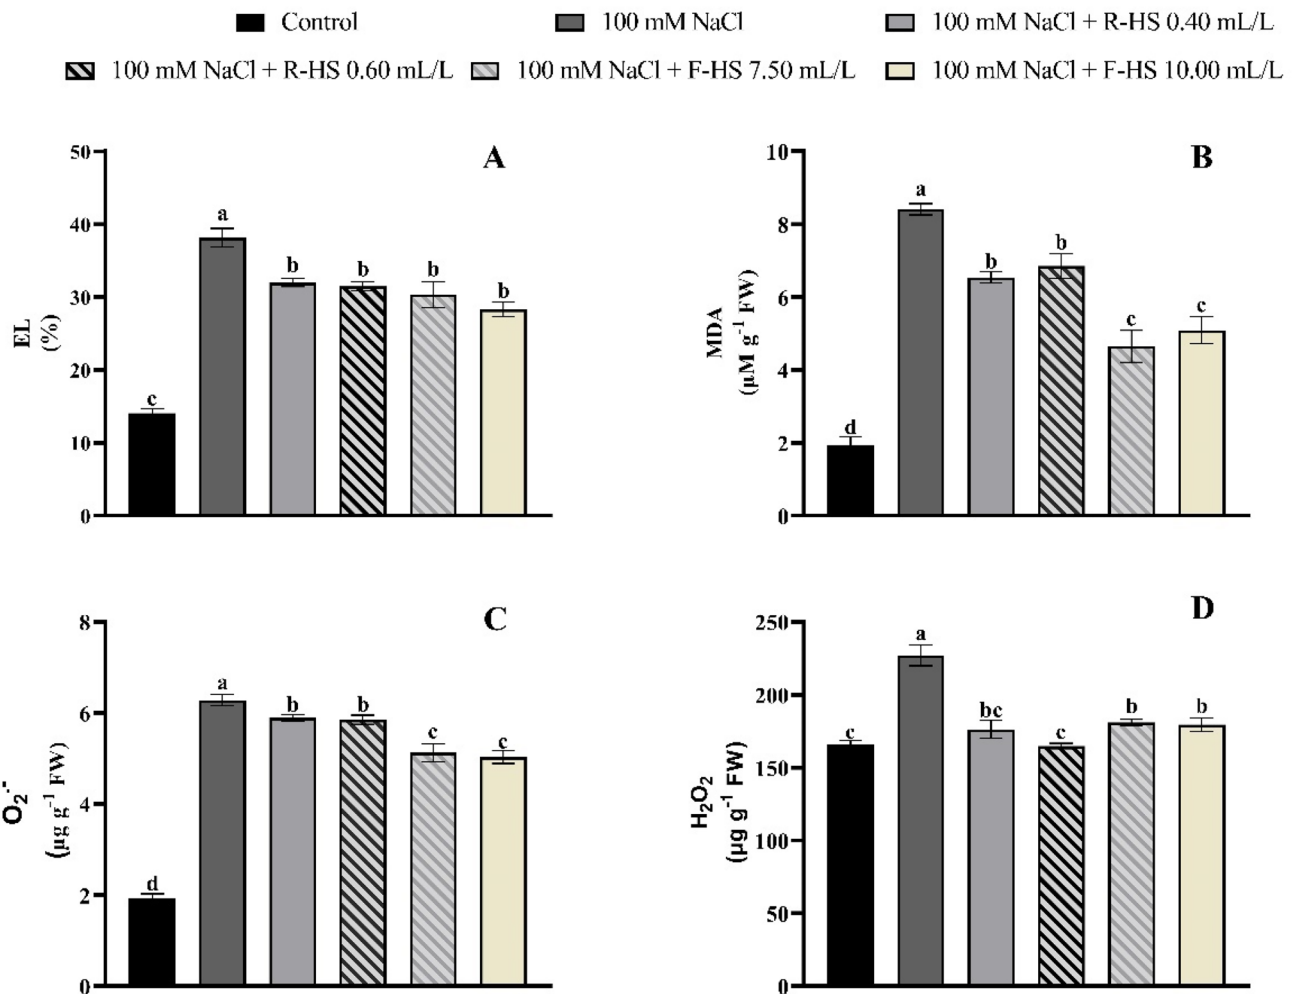 Control
100 mM NaCl
100 mM NaCl + R-HS 0.40 mL/L
100 mM NaCl + R-HS 0.60 mL/L
100 mM NaCl + F-HS 7.50 mL/L
100 mM NaCl + F-HS 10.00 mL/L
A
50
40
30
20
10
0
EL
(%)
c
a
b
b
b
b
B
10
8
6
4
2
0
MDA
(µM g⁻¹ FW)
d
a
b
b
c
c
C
8
6
4
2
0
O₂·⁻
(µg g⁻¹ FW)
d
a
b
b
c
c
D
250
200
150
100
50
0
H₂O₂
(µg g⁻¹ FW)
c
a
bc
c
b
b